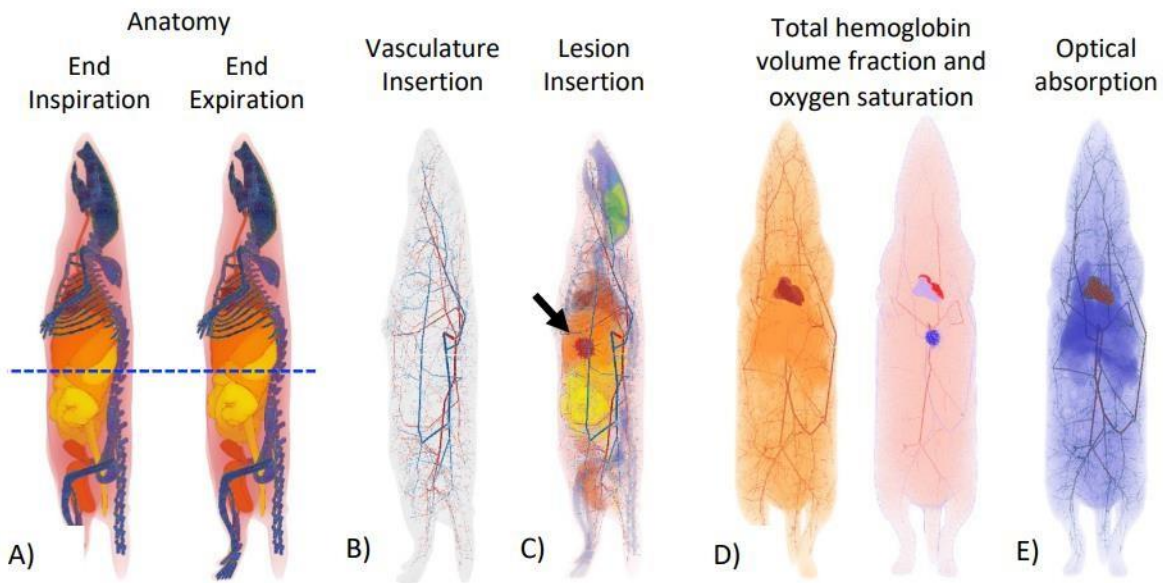 Anatomy
End
Inspiration
End
Expiration
Vasculature
Insertion
Lesion
Insertion
Total hemoglobin
volume fraction and
oxygen saturation
Optical
absorption
A)
B)
C)
D)
E)